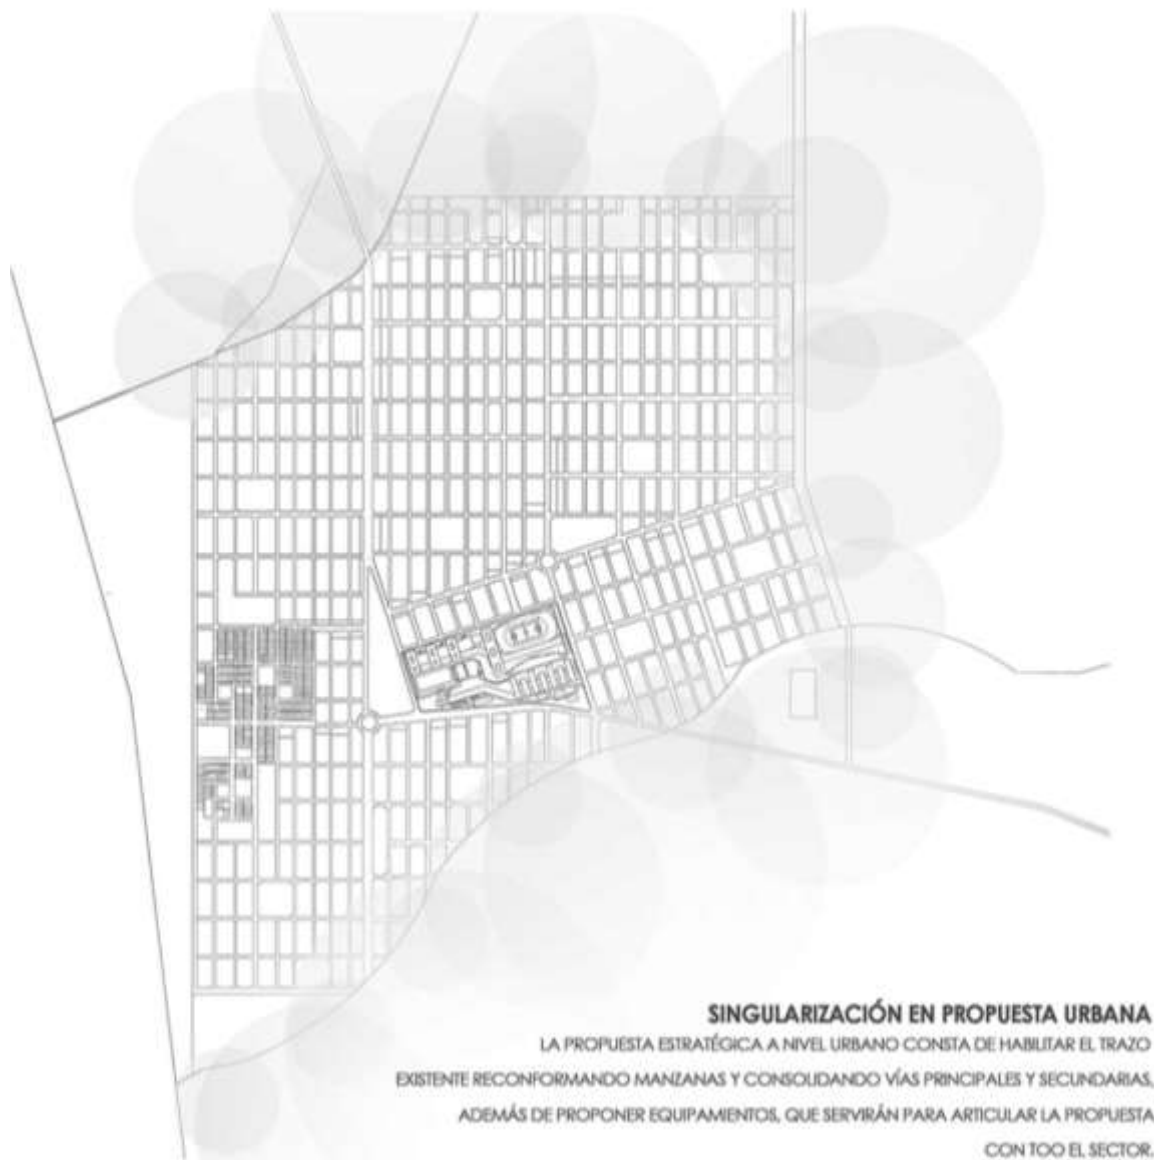 SINGULARIZACIÓN EN PROPUESTA URBANA
LA PROPUESTA ESTRATÉGICA A NIVEL URBANO CONSTA DE HABILITAR EL TRAZO
EXISTENTE RECONFORMANDO MANZANAS Y CONSOLIDANDO VÍAS PRINCIPALES Y SECUNDARIAS,
ADEMÁS DE PROPONER EQUIPAMIENTOS, QUE SERVIRÁN PARA ARTICULAR LA PROPUESTA
CON TOO EL SECTOR.